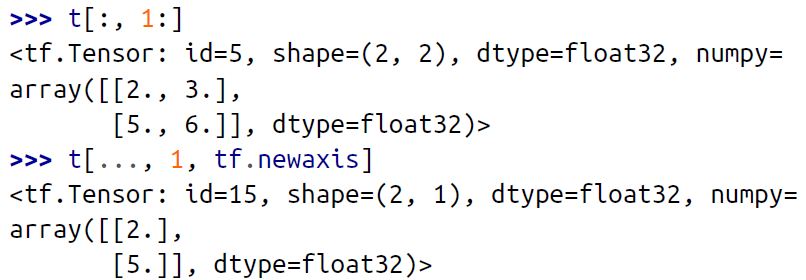 >>> t[:, 1:]
<tf.Tensor: id=5, shape=(2, 2), dtype=float32, numpy=
array([[2., 3.],
       [5., 6.]], dtype=float32)>
>>> t[..., 1, tf.newaxis]
<tf.Tensor: id=15, shape=(2, 1), dtype=float32, numpy=
array([[2.],
       [5.]], dtype=float32)>